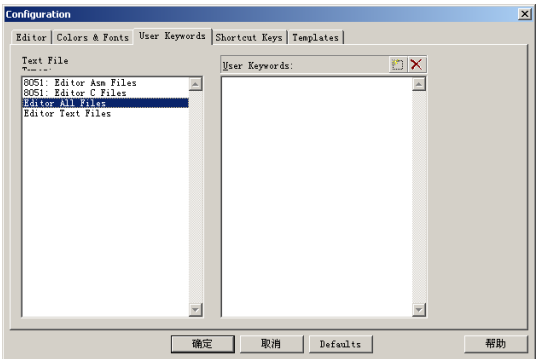 Configuration
Editor
Colors & Fonts
User Keywords
Shortcut Keys
Templates
Text File
User Keywords:
8051: Editor Asm Files
8051: Editor C Files
Editor All Files
Editor Text Files
确定
取消
Defaults
帮助